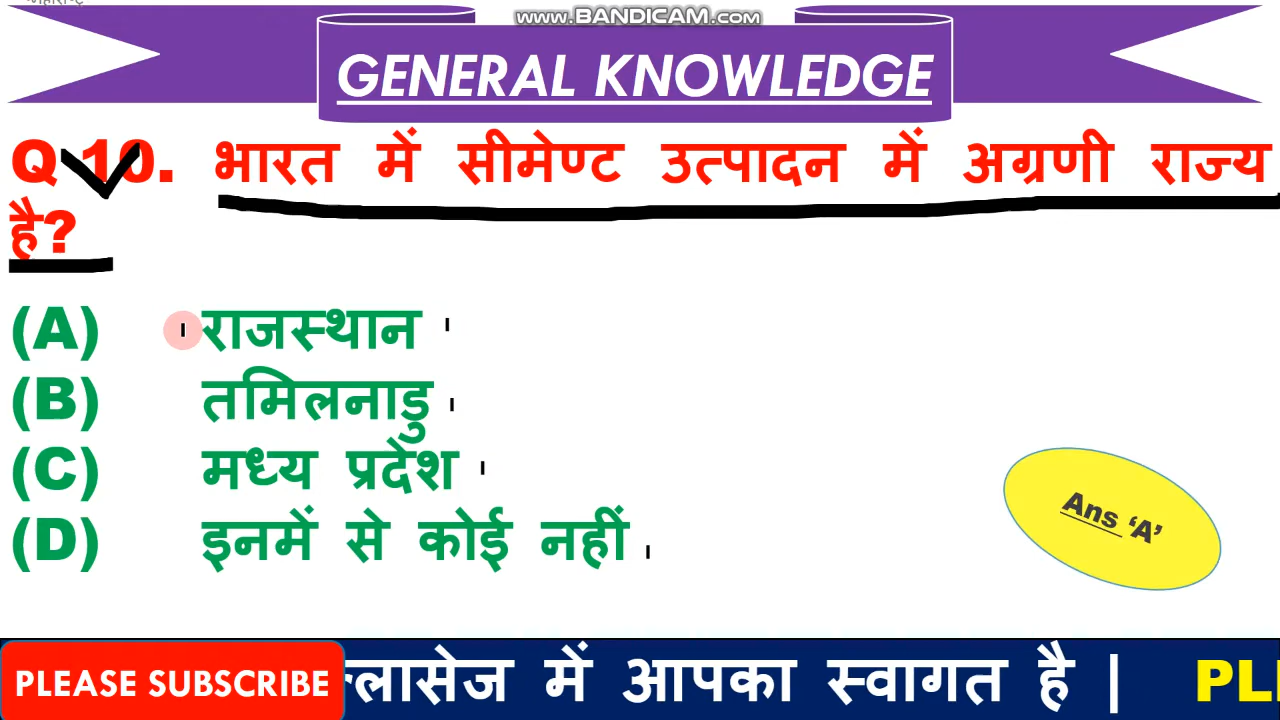 www.BANDICAM.com
GENERAL KNOWLEDGE
Q 10. भारत में सीमेण्ट उत्पादन में अग्रणी राज्य
है?
(A) राजस्थान
(B) तमिलनाडु
(C) मध्य प्रदेश
(D) इनमें से कोई नहीं
Ans ‘A’
PLEASE SUBSCRIBE
में आपका स्वागत है |